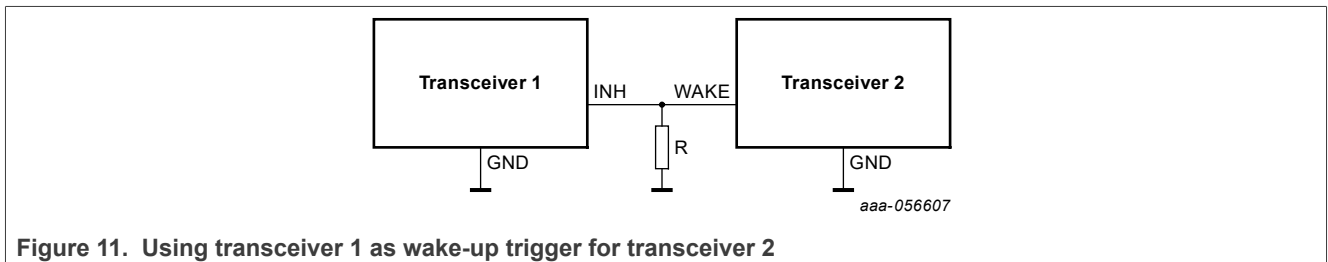 Transceiver 1
INH
WAKE
Transceiver 2
R
GND
GND
aaa-056607
Figure 11. Using transceiver 1 as wake-up trigger for transceiver 2